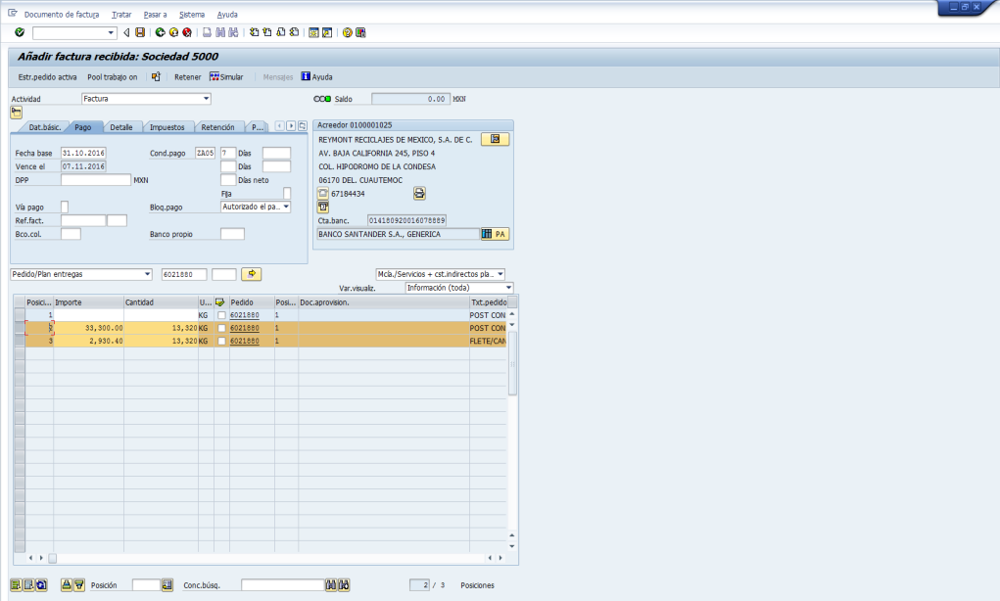 Documento de factura Tratar Pasar a Sistema Ayuda
Añadir factura recibida: Sociedad 5000
Estr.pedido activa Pool trabajo on Retener Simular Mensajes Ayuda
Actividad Factura Saldo 0.00 MXN
Dat.básic. Pago Detalle Impuestos Retención P...
Fecha base 31.10.2016 Cond.pago ZA05 7 Días
Vence el 07.11.2016 Días
DPP MXN Días neto
Fija
Vía pago Bloq.pago Autorizado el pa...
Ref.fact.
Bco.col. Banco propio
Acreedor 0100001025
REYMONT RECICLAJES DE MEXICO, S.A. DE C.
AV. BAJA CALIFORNIA 245, PISO 4
COL. HIPODROMO DE LA CONDESA
06170 DEL. CUAUTEMOC
67184434
Cta.banc. 014180920016078889
BANCO SANTANDER S.A., GENERICA PA
Pedido/Plan entregas 6021880 Mcía./Servicios + cst.indirectos pla...
Var.visualiz. Información (toda)
Posici... Importe Cantidad U... Pedido Posi... Doc.aprovision. Txt.pedido
1 KG 6021880 1 POST CON
2 33,300.00 13,320 KG 6021880 1 POST CON
3 2,930.40 13,320 KG 6021880 1 FLETE/CAN
Posición Conc.búsq. 2 / 3 Posiciones